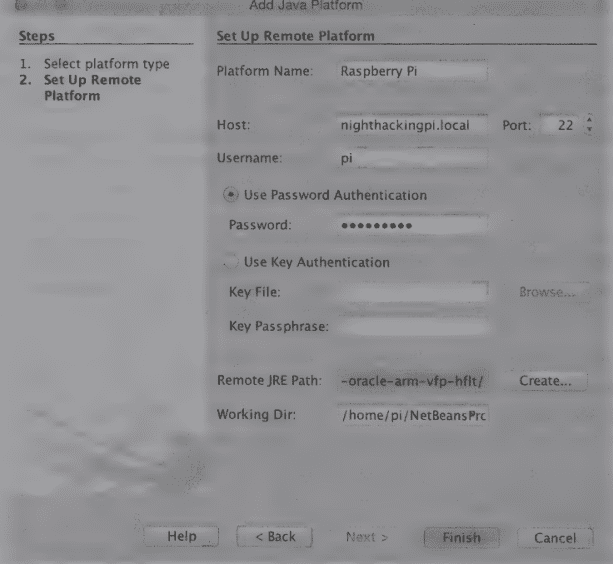 Add Java Platform
Steps
1. Select platform type
2. Set Up Remote
Platform
Set Up Remote Platform
Platform Name: Raspberry Pi
Host: nighthackingpi.local Port: 22
Username: pi
Use Password Authentication
Password: •••••••••
Use Key Authentication
Key File: Browse...
Key Passphrase:
Remote JRE Path: -oracle-arm-vfp-hflt/ Create...
Working Dir: /home/pi/NetBeansPrc
Help < Back Next > Finish Cancel